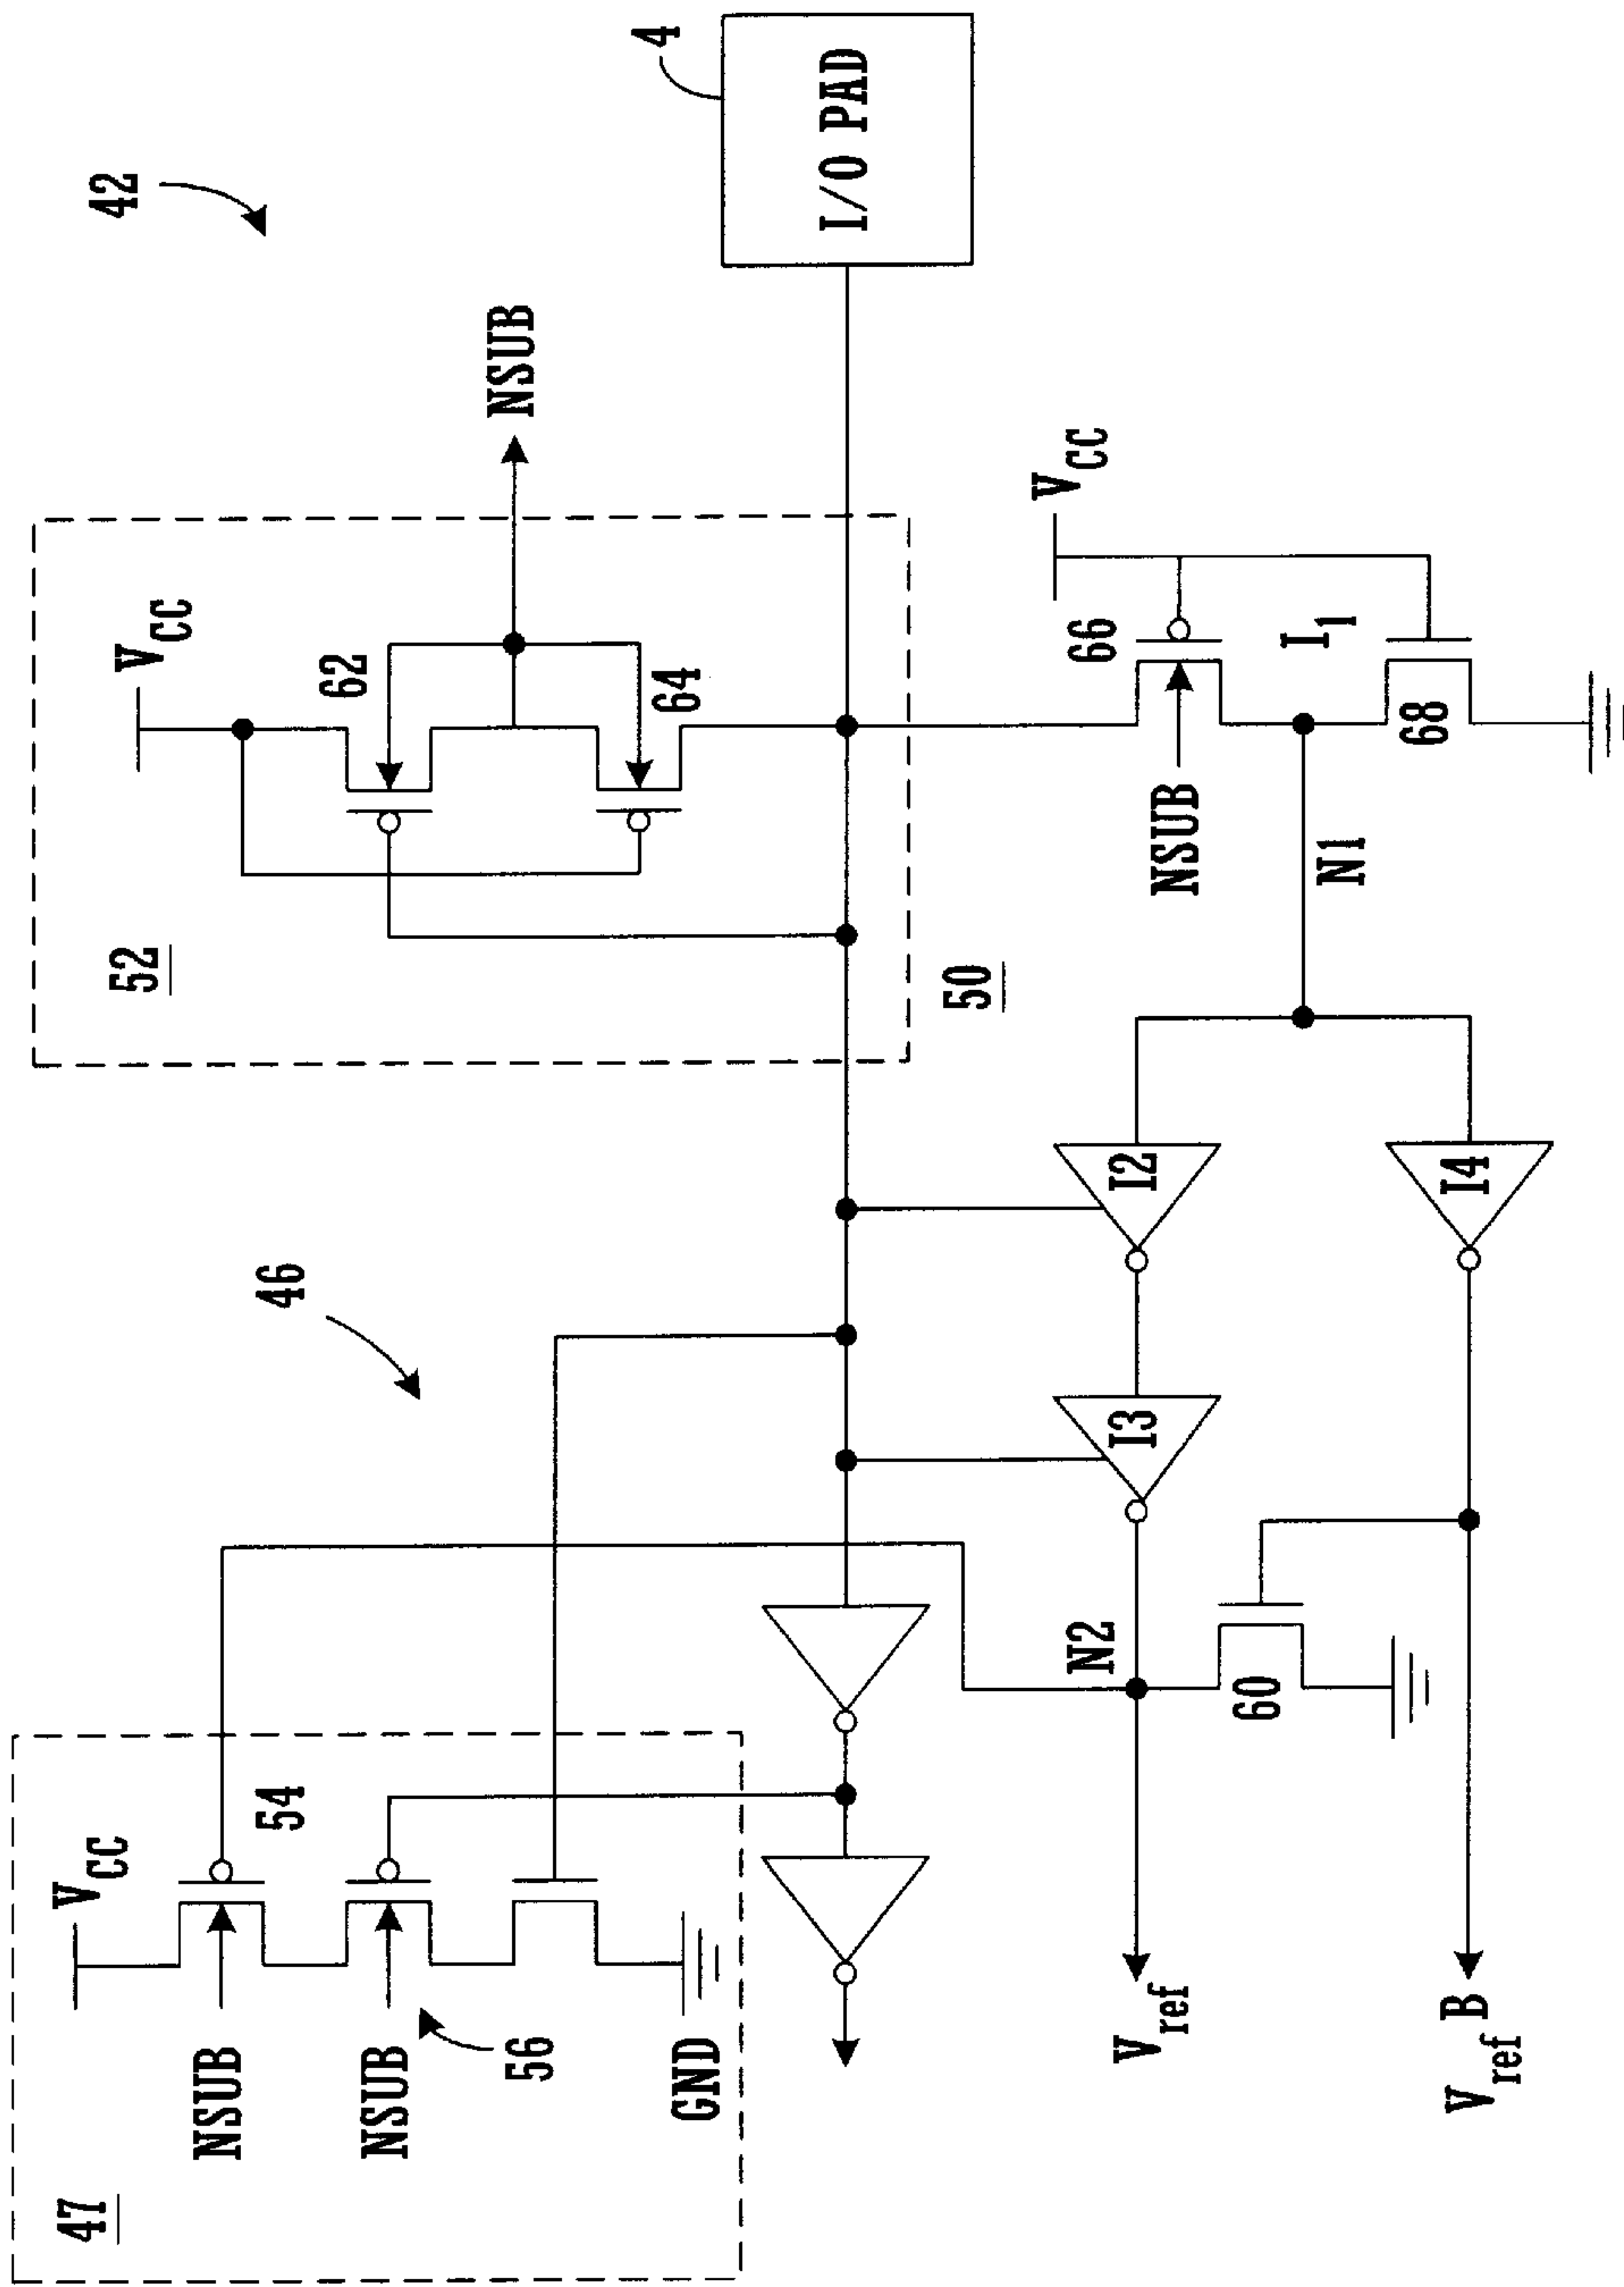 42
4
I/O PAD
NSUB
VCC
62
64
52
50
VCC
66
I1
68
NSUB
N1
46
I2
I4
I3
N2
60
54
VCC
NSUB
NSUB
56
GND
47
Vref
VrefB